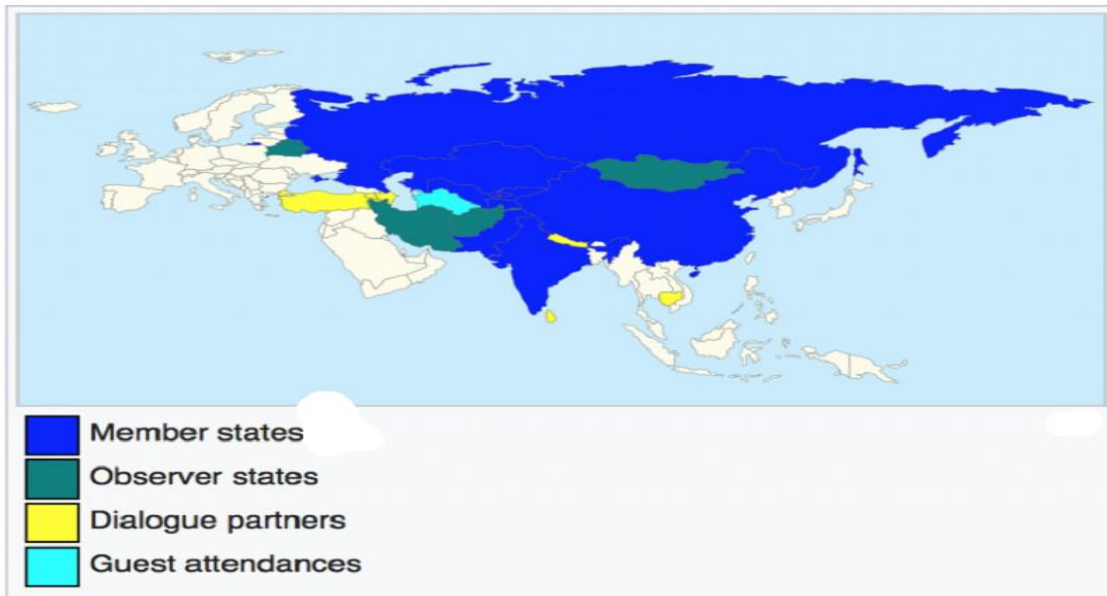 Member states
Observer states
Dialogue partners
Guest attendances